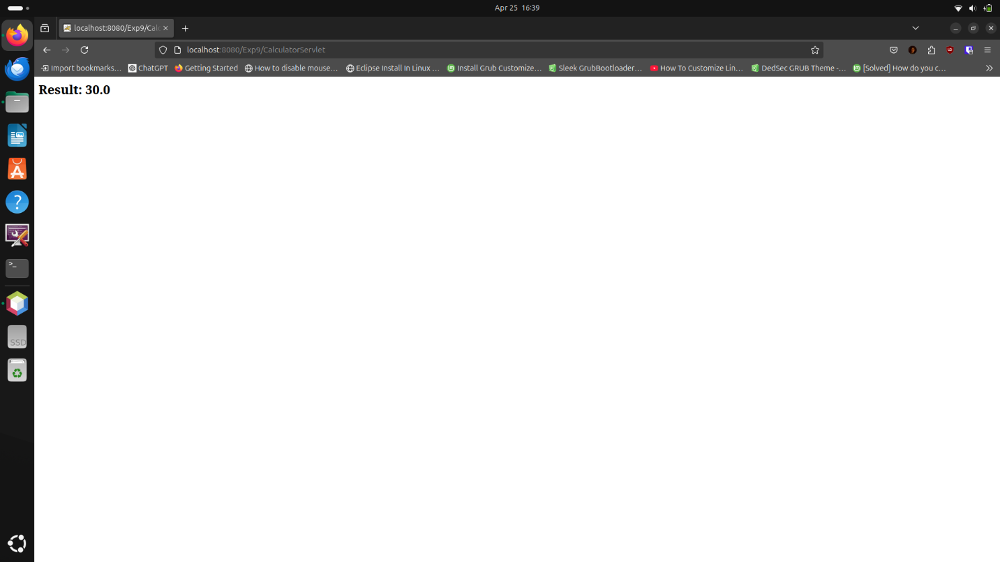 Apr 25 16:39
localhost:8080/Exp9/Calc
localhost:8080/Exp9/CalculatorServlet
Import bookmarks... ChatGPT Getting Started How to disable mouse... Eclipse Install In Linux ... Install Grub Customize... Sleek GrubBootloader... How To Customize Lin... DedSec GRUB Theme -... [Solved] How do you c...
Result: 30.0
>_
SSD